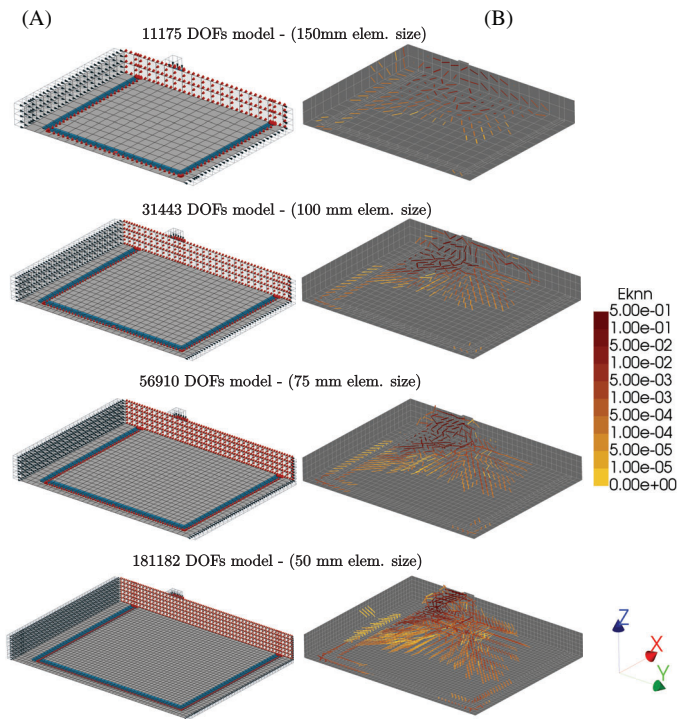 (A) (B)
11175 DOFs model - (150mm elem. size)
31443 DOFs model - (100 mm elem. size)
56910 DOFs model - (75 mm elem. size)
181182 DOFs model - (50 mm elem. size)
Eknn
5.00e-01
1.00e-01
5.00e-02
1.00e-02
5.00e-03
1.00e-03
5.00e-04
1.00e-04
5.00e-05
1.00e-05
0.00e+00
Z
X
Y